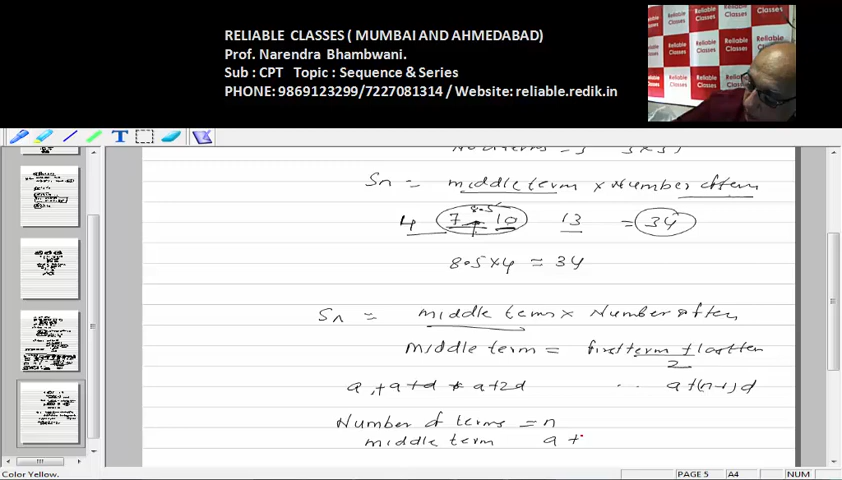 RELIABLE CLASSES ( MUMBAI AND AHMEDABAD)
Prof. Narendra Bhambwani.
Sub : CPT Topic : Sequence & Series
PHONE: 9869123299/7227081314 / Website: reliable.redik.in
Reliable Classes
T
Sn = middle term x Number of term
8.5
4 7 + 10 13 = 34
8.5 x 4 = 34
Sn = middle term x Number of term
Middle term = first term + last term
2
a, + a+d + a+2d .. a+(n-1)d
Number of terms = n
middle term a +
Color Yellow.
PAGE 5 A4 NUM